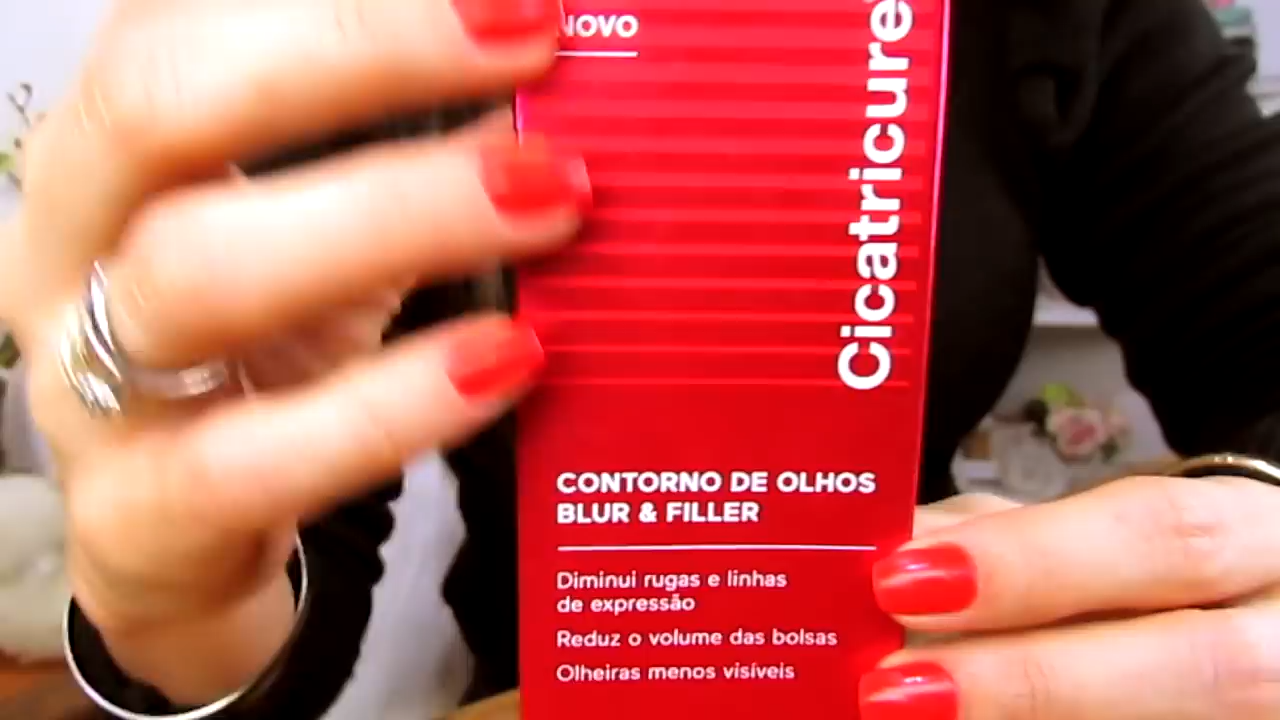 NOVO
Cicatricure
CONTORNO DE OLHOS
BLUR & FILLER
Diminui rugas e linhas
de expressão
Reduz o volume das bolsas
Olheiras menos visíveis